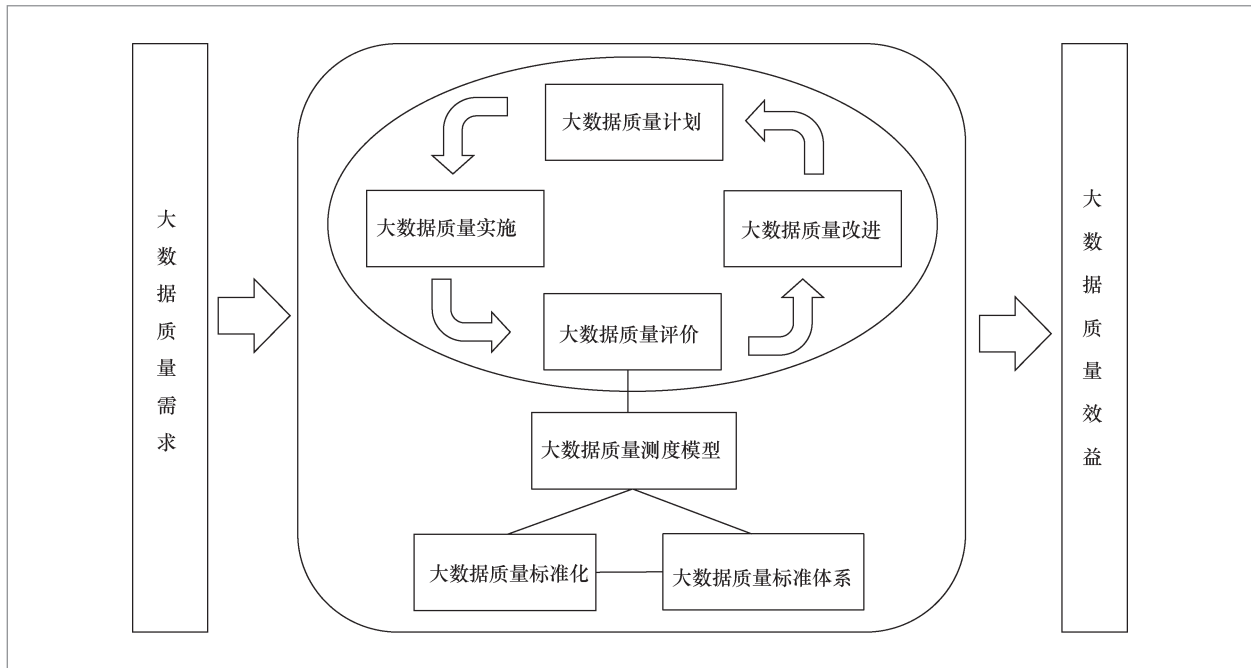 大数据质量需求
大数据质量计划
大数据质量实施
大数据质量改进
大数据质量评价
大数据质量测度模型
大数据质量标准化
大数据质量标准体系
大数据质量效益